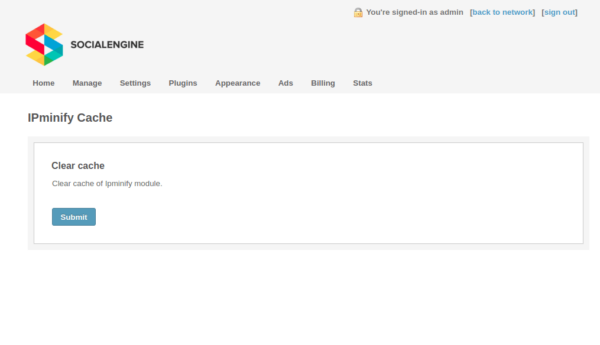 You're signed-in as admin [back to network] [sign out]
SOCIALENGINE
Home Manage Settings Plugins Appearance Ads Billing Stats
IPminify Cache
Clear cache
Clear cache of Ipminify module.
Submit